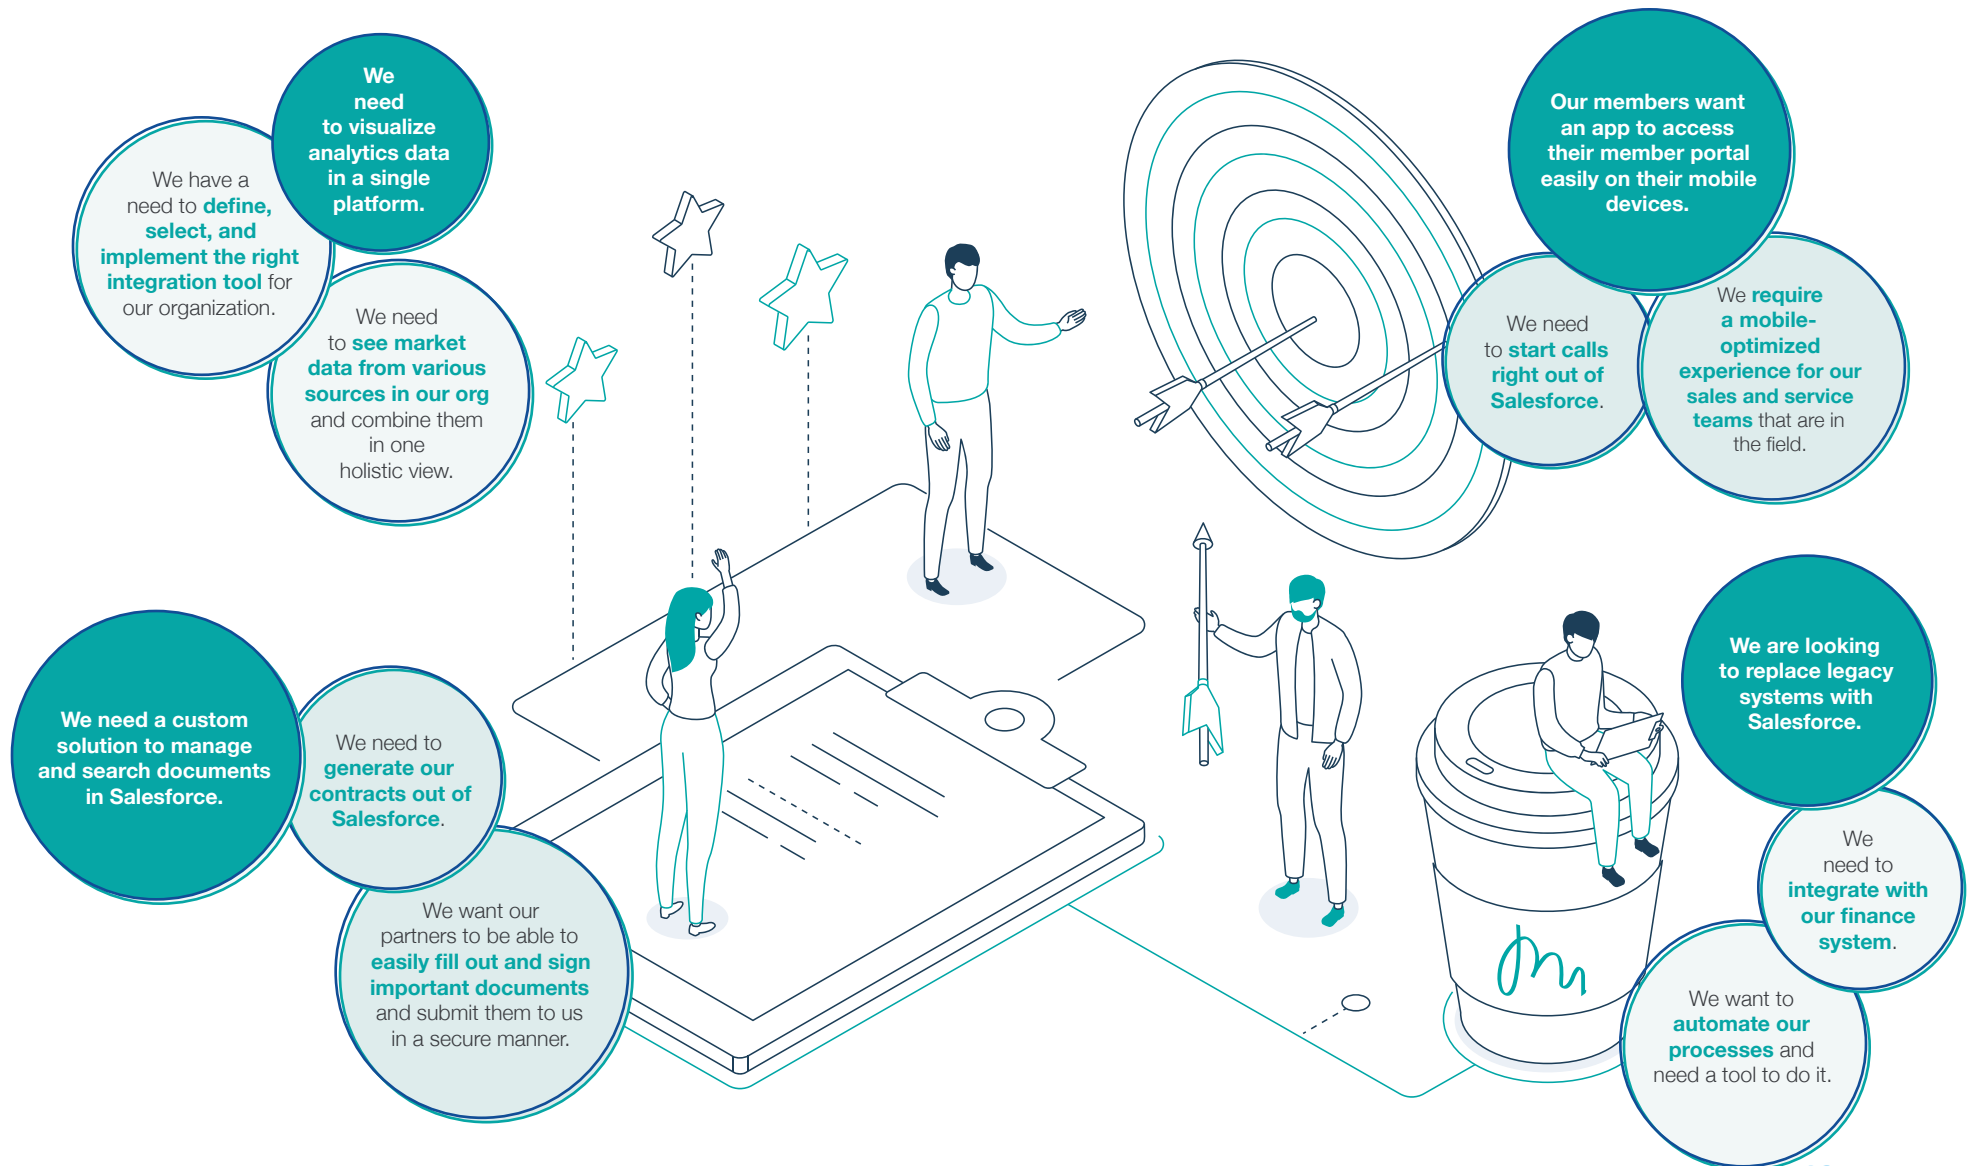 We
need
to visualize
analytics data
in a single
platform.
We have a
need to define,
select, and
implement the right
integration tool for
our organization.
We need
to see market
data from various
sources in our org
and combine them
in one
holistic view.
Our members want
an app to access
their member portal
easily on their mobile
devices.
We need
to start calls
right out of
Salesforce.
We require
a mobile-
optimized
experience for our
sales and service
teams that are in
the field.
We need a custom
solution to manage
and search documents
in Salesforce.
We need to
generate our
contracts out of
Salesforce.
We want our
partners to be able to
easily fill out and sign
important documents
and submit them to us
in a secure manner.
We are looking
to replace legacy
systems with
Salesforce.
We
need to
integrate with
our finance
system.
We want to
automate our
processes and
need a tool to do it.